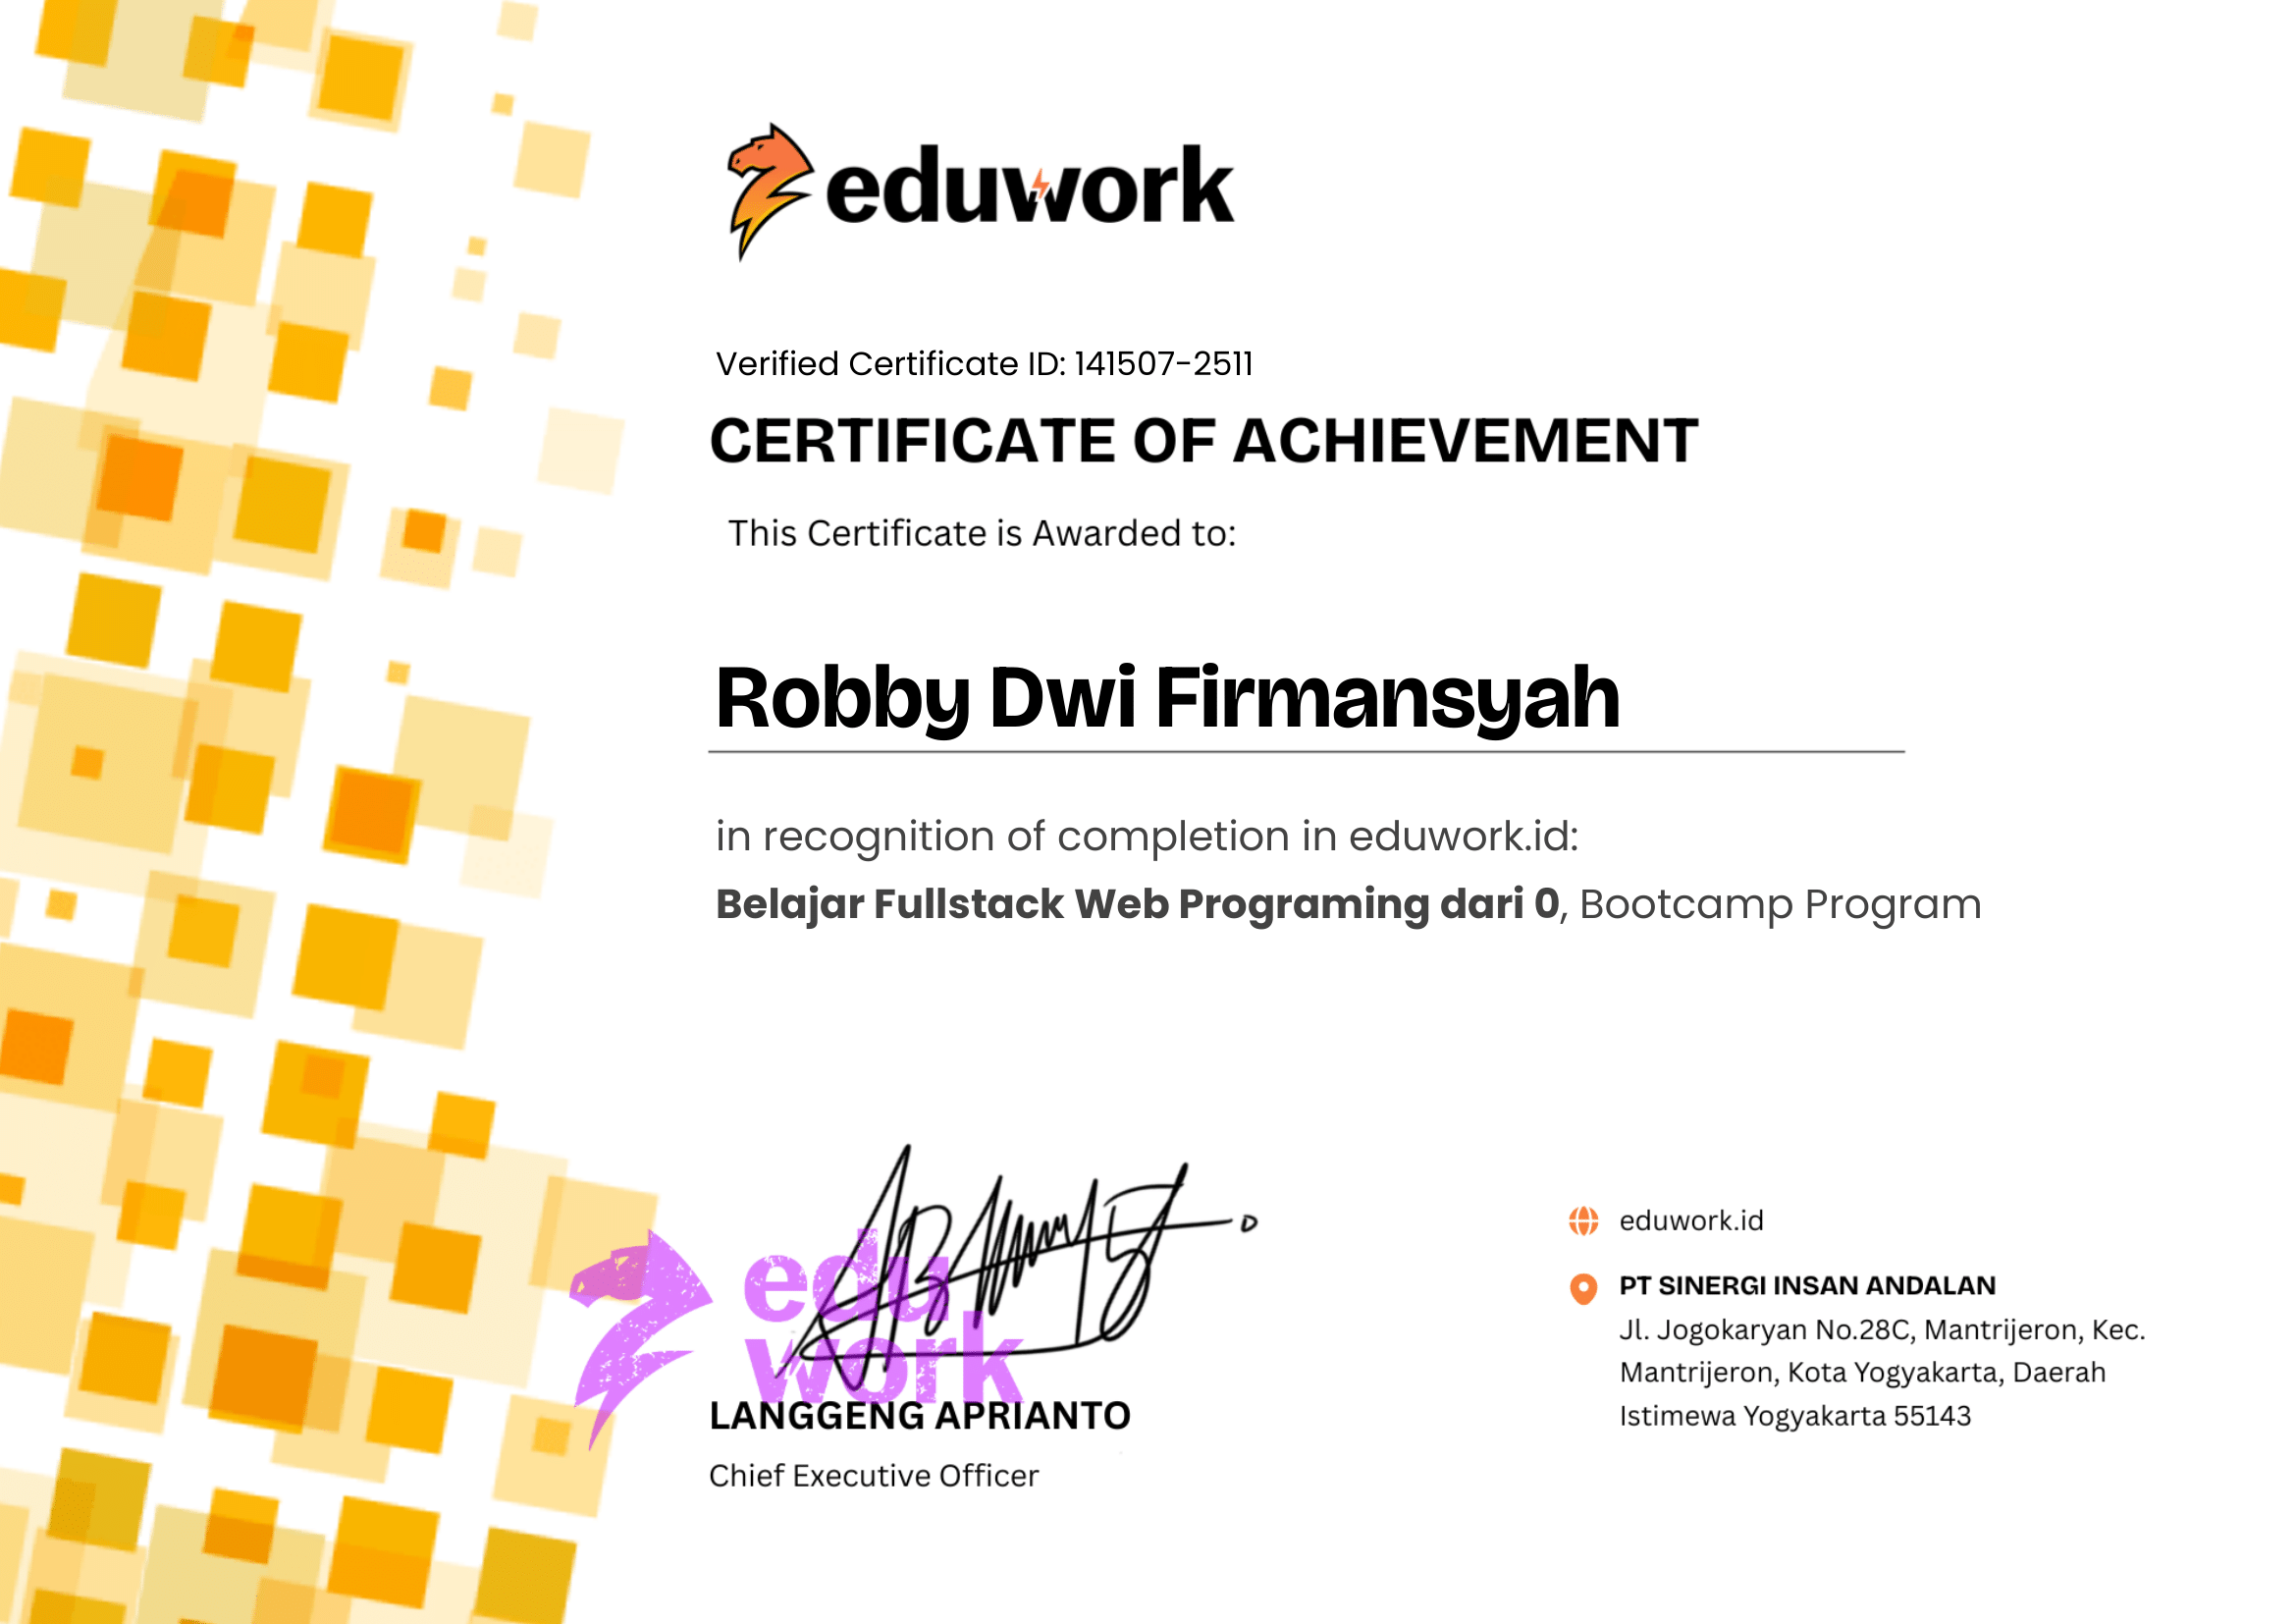 eduwork
Verified Certificate ID: 141507-2511
CERTIFICATE OF ACHIEVEMENT
This Certificate is Awarded to:
Robby Dwi Firmansyah
in recognition of completion in eduwork.id:
Belajar Fullstack Web Programing dari 0, Bootcamp Program
edu
work
LANGGENG APRIANTO
Chief Executive Officer
eduwork.id
PT SINERGI INSAN ANDALAN
Jl. Jogokaryan No.28C, Mantrijeron, Kec.
Mantrijeron, Kota Yogyakarta, Daerah
Istimewa Yogyakarta 55143